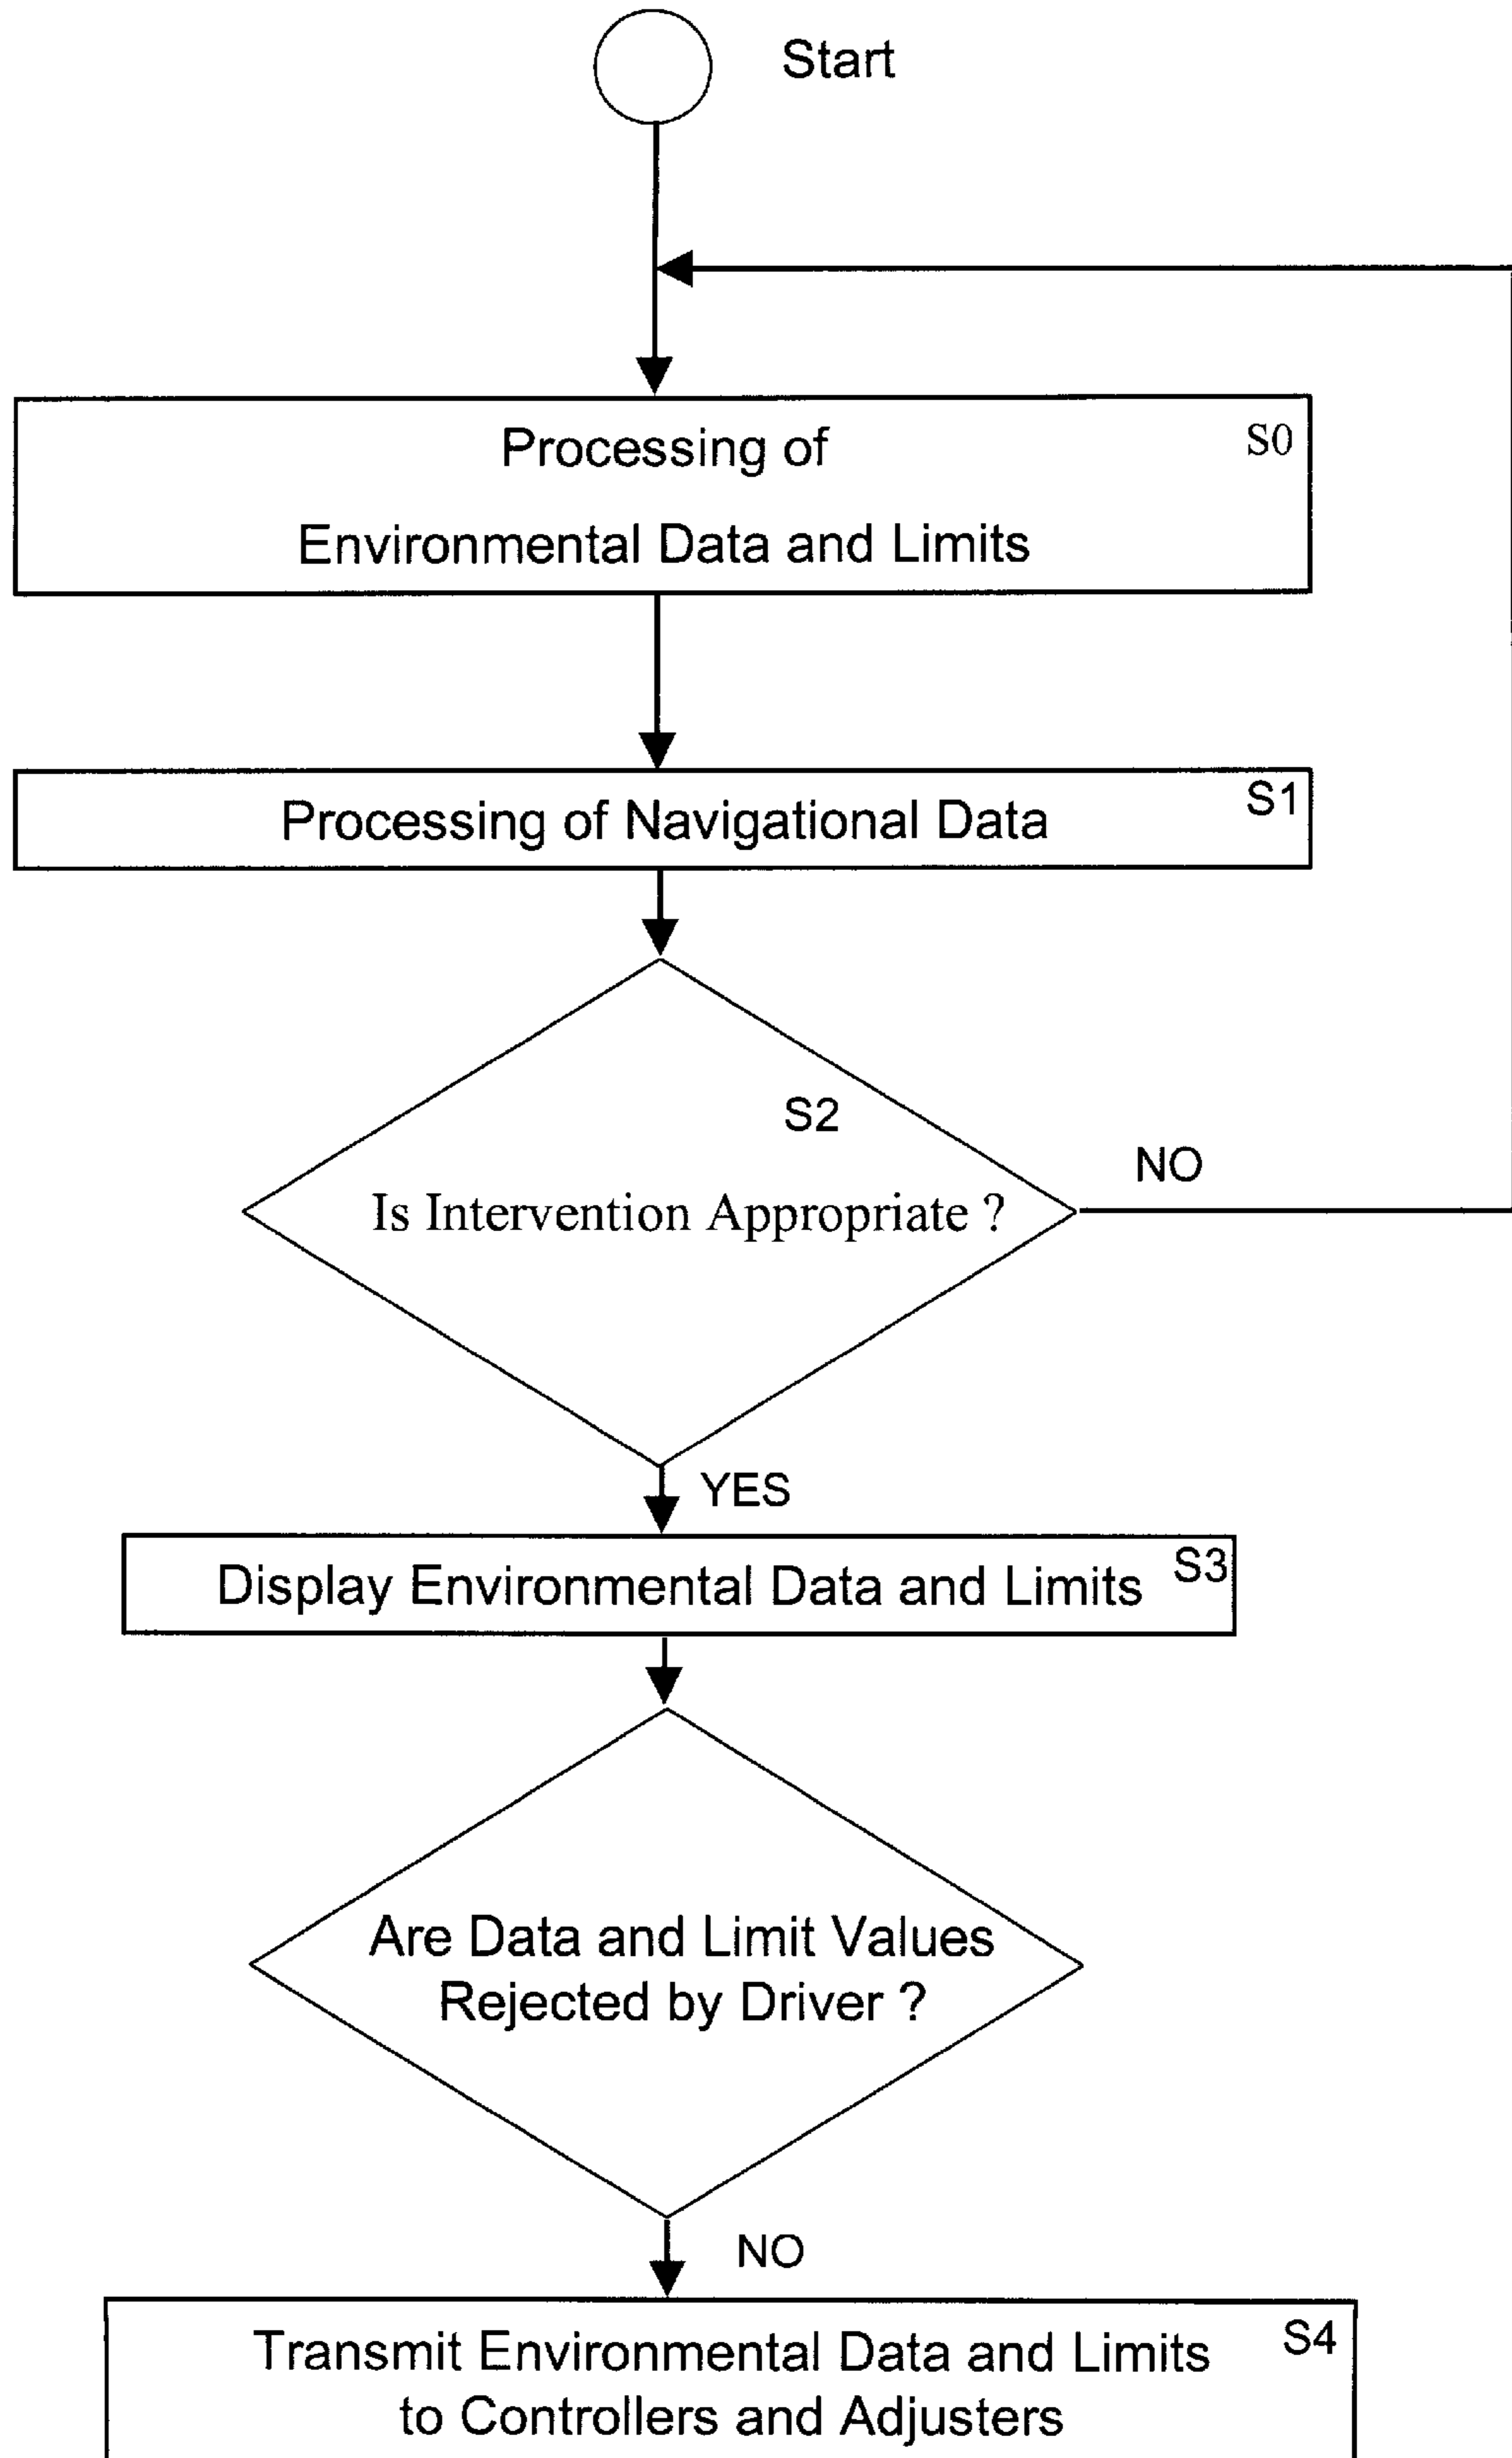 Start
Processing of
S0
Environmental Data and Limits
Processing of Navigational Data
S1
S2
Is Intervention Appropriate ?
NO
YES
Display Environmental Data and Limits
S3
Are Data and Limit Values
Rejected by Driver ?
NO
Transmit Environmental Data and Limits
S4
to Controllers and Adjusters